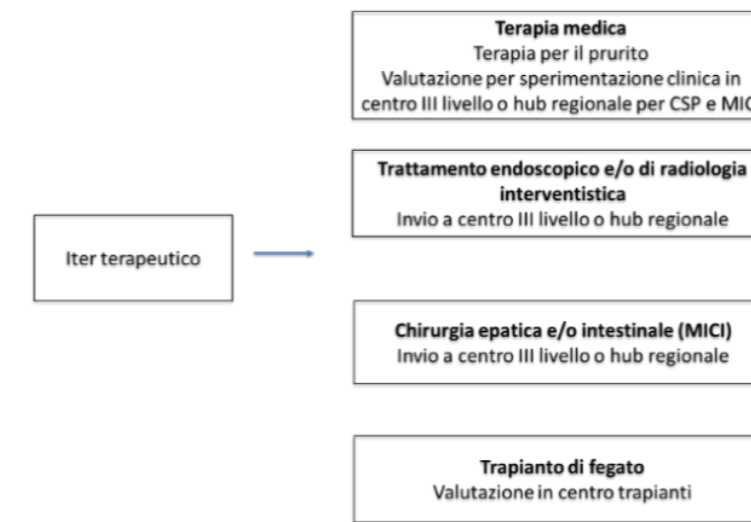 Terapia medica
Terapia per il prurito
Valutazione per sperimentazione clinica in
centro III livello o hub regionale per CSP e MIC
Trattamento endoscopico e/o di radiologia
interventistica
Invio a centro III livello o hub regionale
Iter terapeutico
Chirurgia epatica e/o intestinale (MICI)
Invio a centro III livello o hub regionale
Trapianto di fegato
Valutazione in centro trapianti